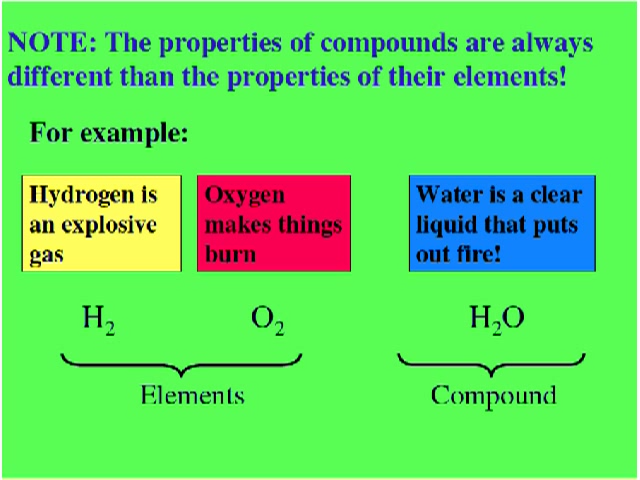 NOTE: The properties of compounds are always
different than the properties of their elements!
For example:
Hydrogen is
an explosive
gas
Oxygen
makes things
burn
Water is a clear
liquid that puts
out fire!
H₂
O₂
H₂O
Elements
Compound